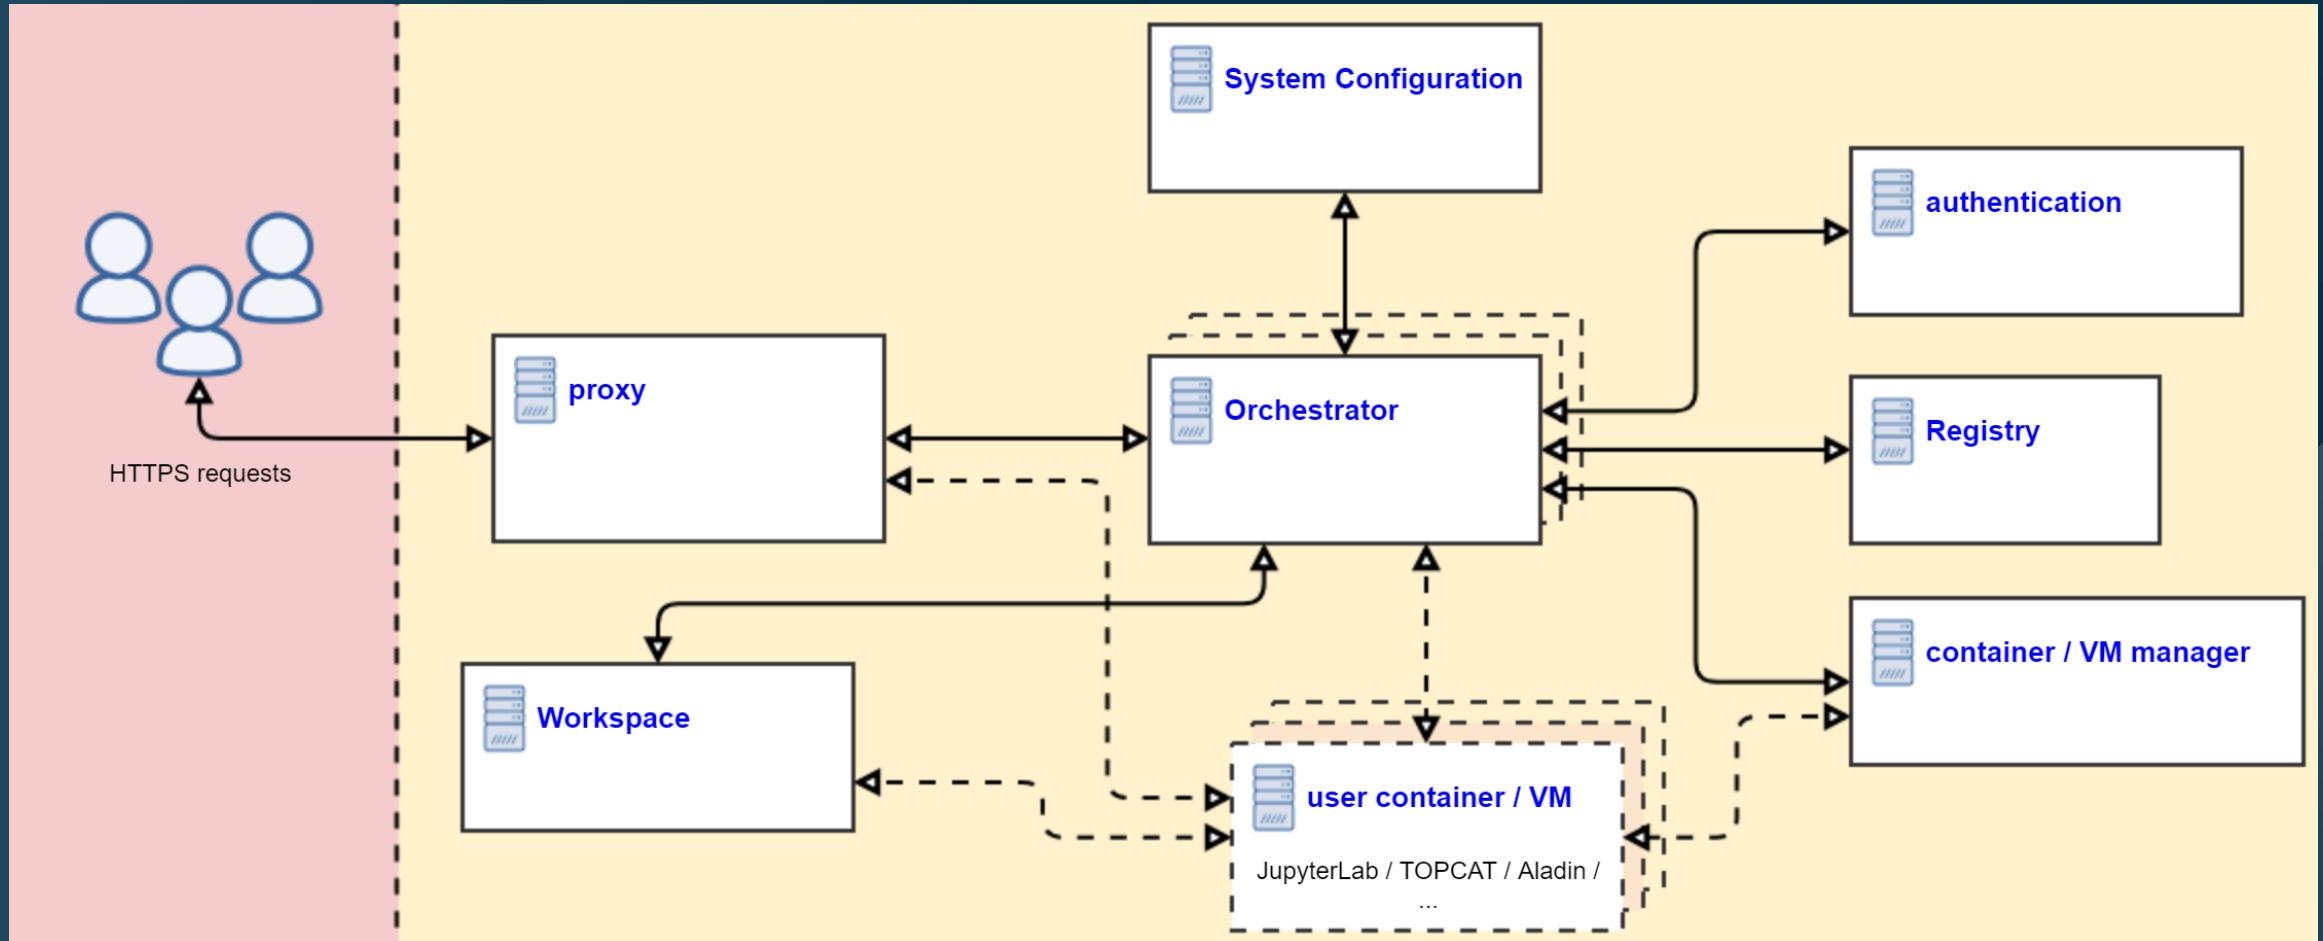 System Configuration
authentication
proxy
Orchestrator
Registry
HTTPS requests
container / VM manager
Workspace
user container / VM
JupyterLab / TOPCAT / Aladin /
...